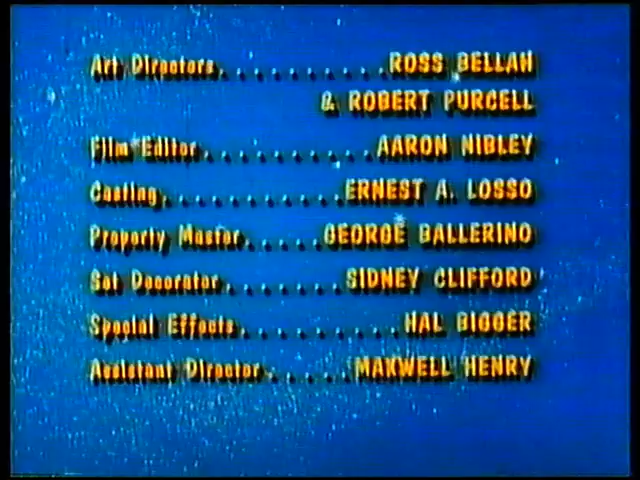 Art Directors..........ROSS BELLAH
& ROBERT PURCELL
Film Editor..........AARON NIBLEY
Casting...........ERNEST A. LOSSO
Property Master.....GEORGE BALLERINO
Set Decorator.......SIDNEY CLIFFORD
Special Effects.........HAL BIGGER
Assistant Director......MAXWELL HENRY